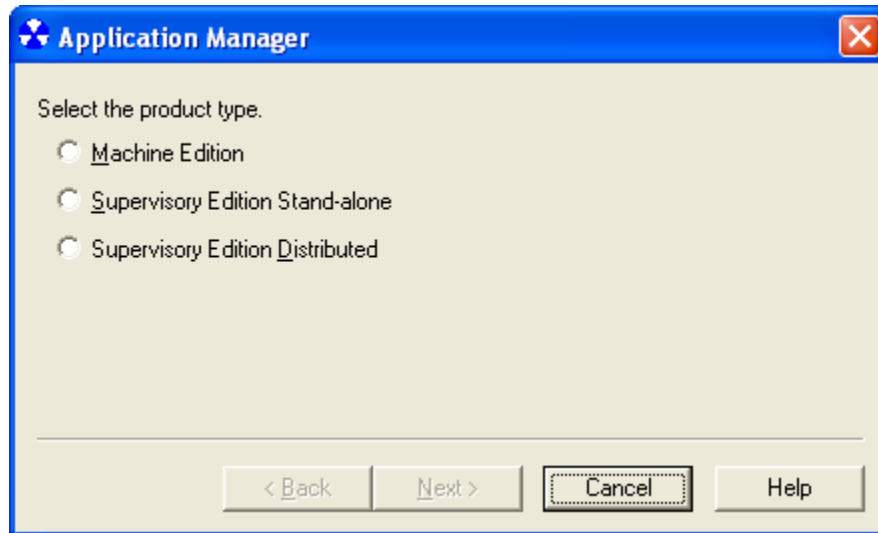 Application Manager
Select the product type.
Machine Edition
Supervisory Edition Stand-alone
Supervisory Edition Distributed
< Back Next > Cancel Help